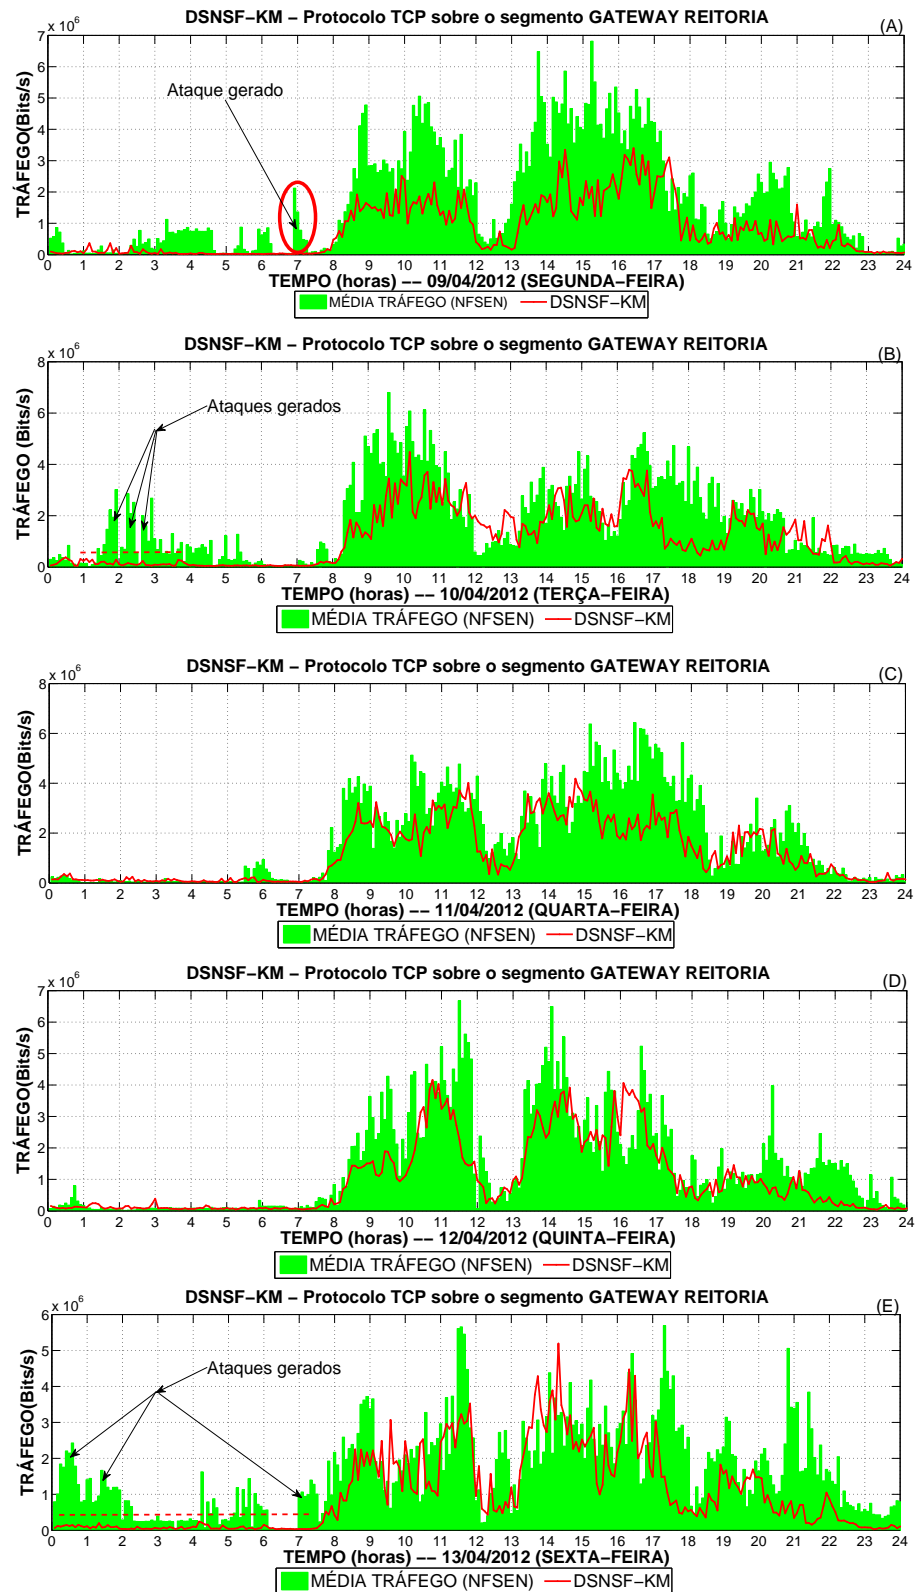 DSNSF−KM − Protocolo TCP sobre o segmento GATEWAY REITORIA
(A)
x 10^6
7
6
5
4
3
2
1
0
TRÁFEGO(Bits/s)
Ataque gerado
0 1 2 3 4 5 6 7 8 9 10 11 12 13 14 15 16 17 18 19 20 21 22 23 24
TEMPO (horas) −− 09/04/2012 (SEGUNDA−FEIRA)
MÉDIA TRÁFEGO (NFSEN) DSNSF−KM
DSNSF−KM − Protocolo TCP sobre o segmento GATEWAY REITORIA
(B)
x 10^6
8
6
4
2
0
TRÁFEGO (Bits/s)
Ataques gerados
0 1 2 3 4 5 6 7 8 9 10 11 12 13 14 15 16 17 18 19 20 21 22 23 24
TEMPO (horas) −− 10/04/2012 (TERÇA−FEIRA)
MÉDIA TRÁFEGO (NFSEN) DSNSF−KM
DSNSF−KM − Protocolo TCP sobre o segmento GATEWAY REITORIA
(C)
x 10^6
8
6
4
2
0
TRÁFEGO(Bits/s)
0 1 2 3 4 5 6 7 8 9 10 11 12 13 14 15 16 17 18 19 20 21 22 23 24
TEMPO (horas) −− 11/04/2012 (QUARTA−FEIRA)
MÉDIA TRÁFEGO (NFSEN) DSNSF−KM
DSNSF−KM − Protocolo TCP sobre o segmento GATEWAY REITORIA
(D)
x 10^6
7
6
5
4
3
2
1
0
TRÁFEGO(Bits/s)
0 1 2 3 4 5 6 7 8 9 10 11 12 13 14 15 16 17 18 19 20 21 22 23 24
TEMPO (horas) −− 12/04/2012 (QUINTA−FEIRA)
MÉDIA TRÁFEGO (NFSEN) DSNSF−KM
DSNSF−KM − Protocolo TCP sobre o segmento GATEWAY REITORIA
(E)
x 10^6
6
5
4
3
2
1
0
TRÁFEGO(Bits/s)
Ataques gerados
0 1 2 3 4 5 6 7 8 9 10 11 12 13 14 15 16 17 18 19 20 21 22 23 24
TEMPO (horas) −− 13/04/2012 (SEXTA−FEIRA)
MÉDIA TRÁFEGO (NFSEN) DSNSF−KM